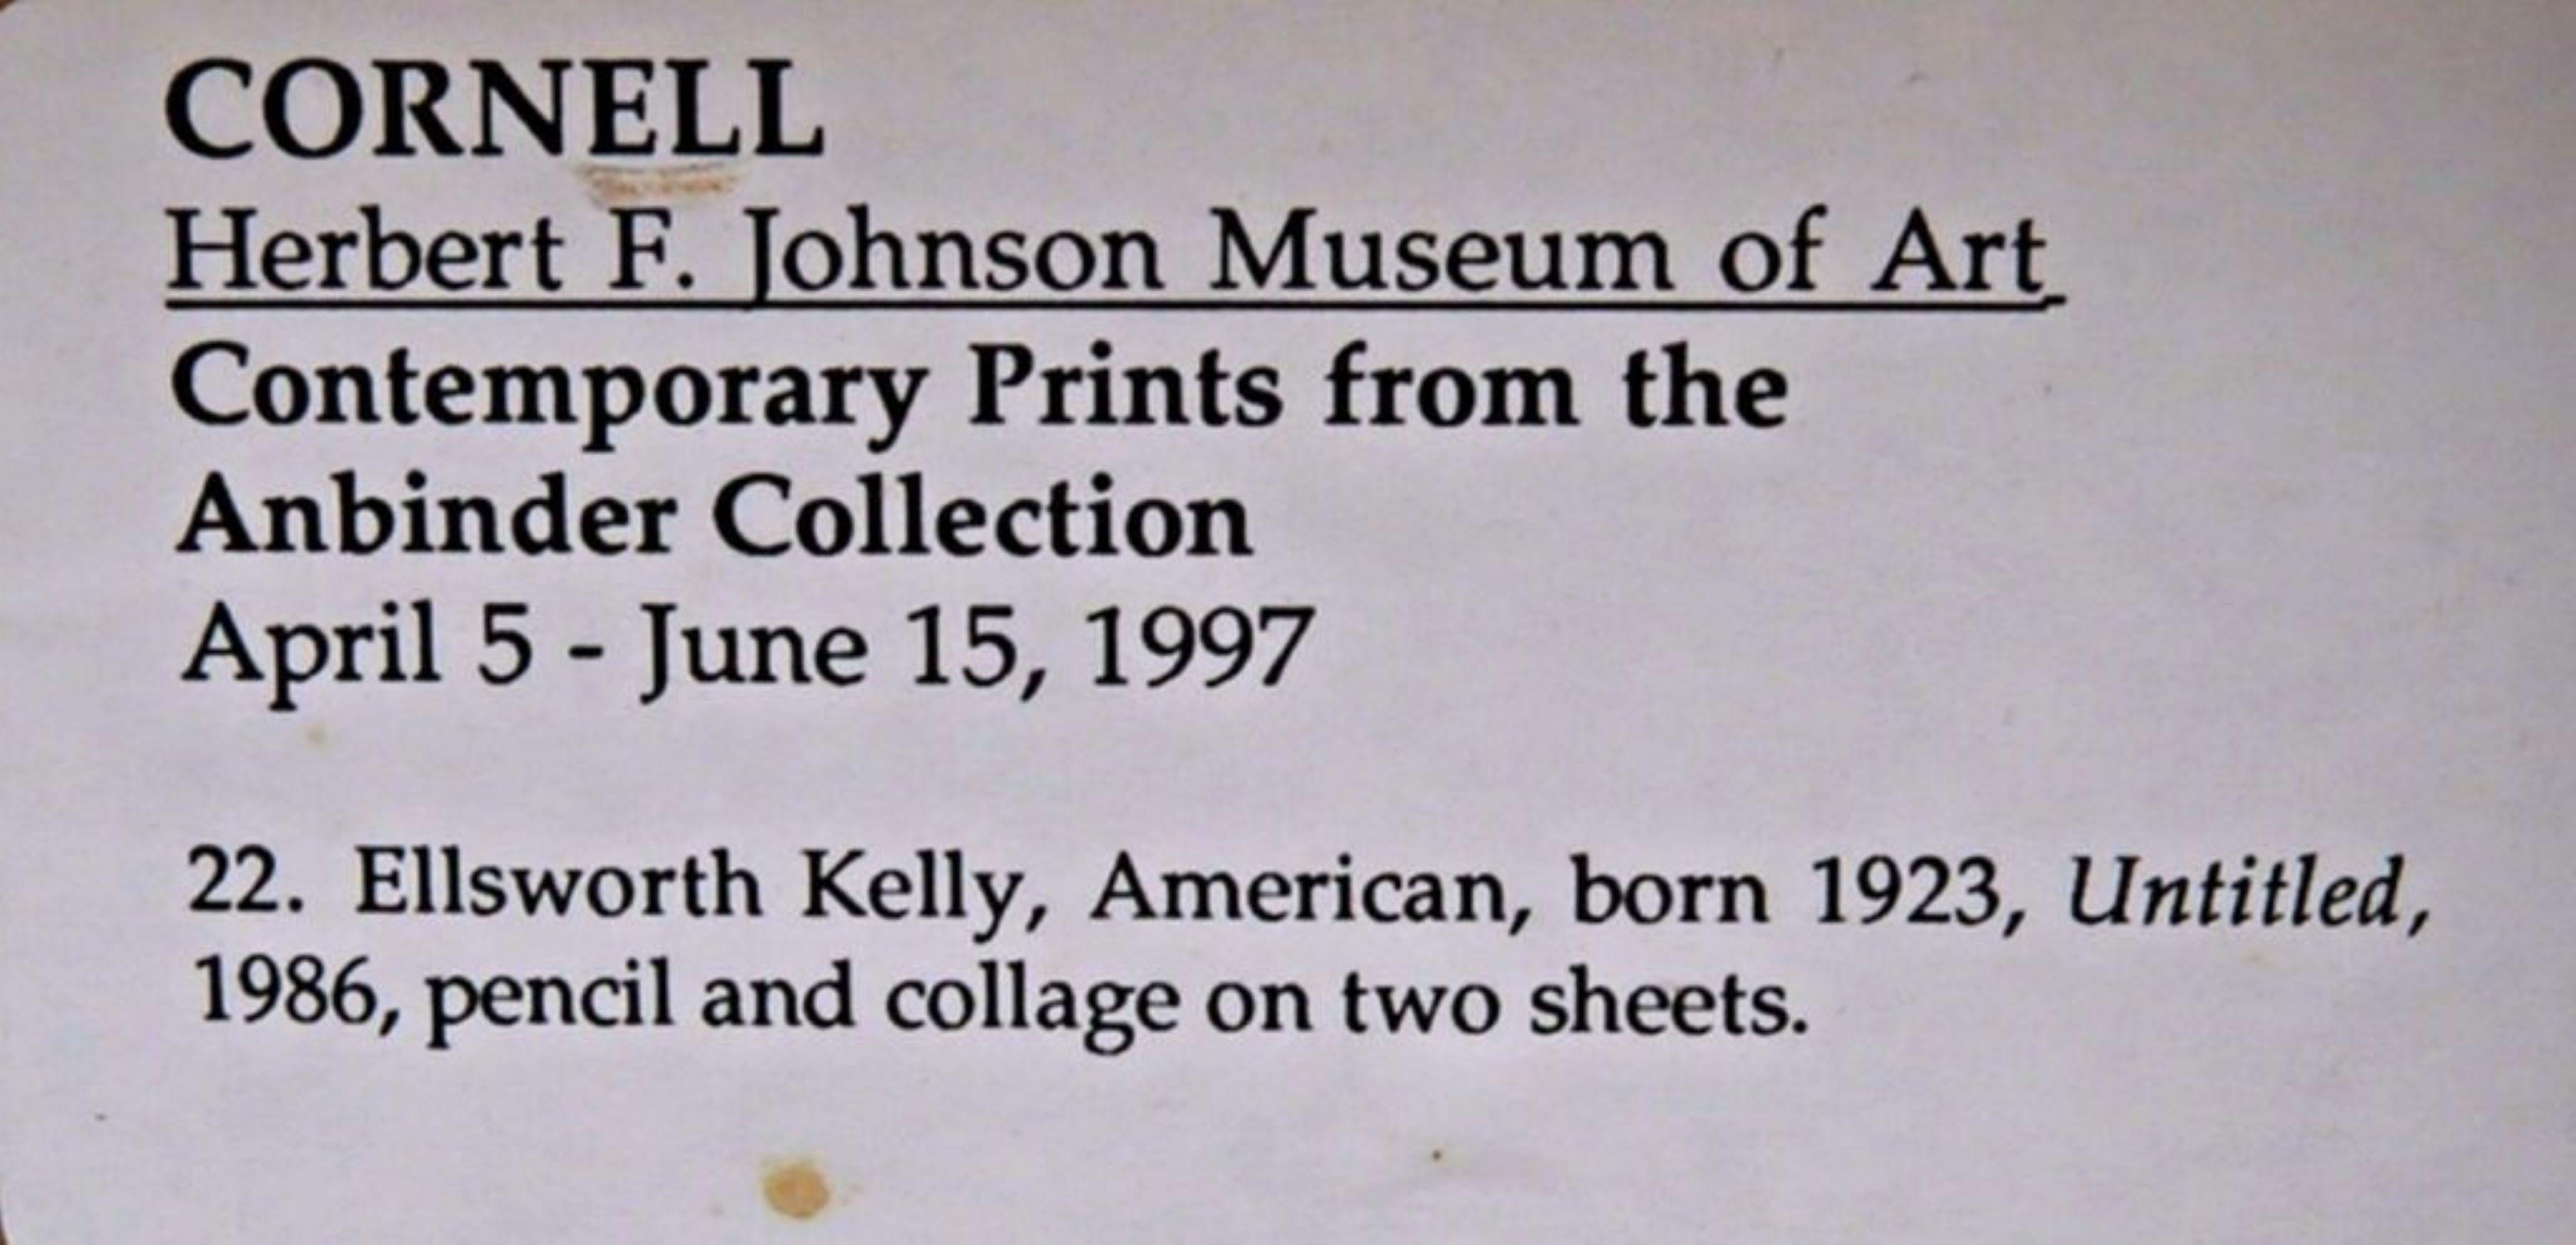 CORNELL
Herbert F. Johnson Museum of Art
Contemporary Prints from the
Anbinder Collection
April 5 - June 15, 1997
22. Ellsworth Kelly, American, born 1923, Untitled,
1986, pencil and collage on two sheets.